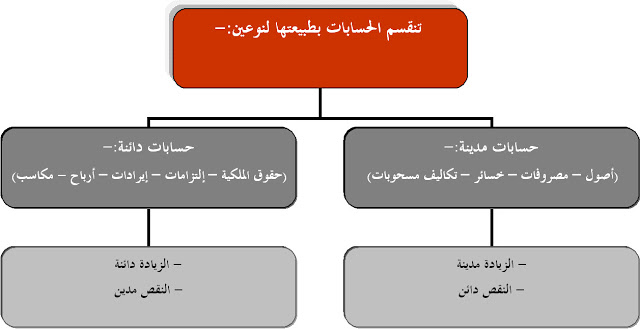 تنقسم الحسابات بطبيعتها لنوعين:-
حسابات مدينة:-
(أصول – مصروفات – خسائر – تكاليف مسحوبات)
حسابات دائنة:-
(حقوق الملكية – إلتزامات – إيرادات – أرباح – مكاسب)
– الزيادة مدينة
– النقص دائن
– الزيادة دائنة
– النقص مدين